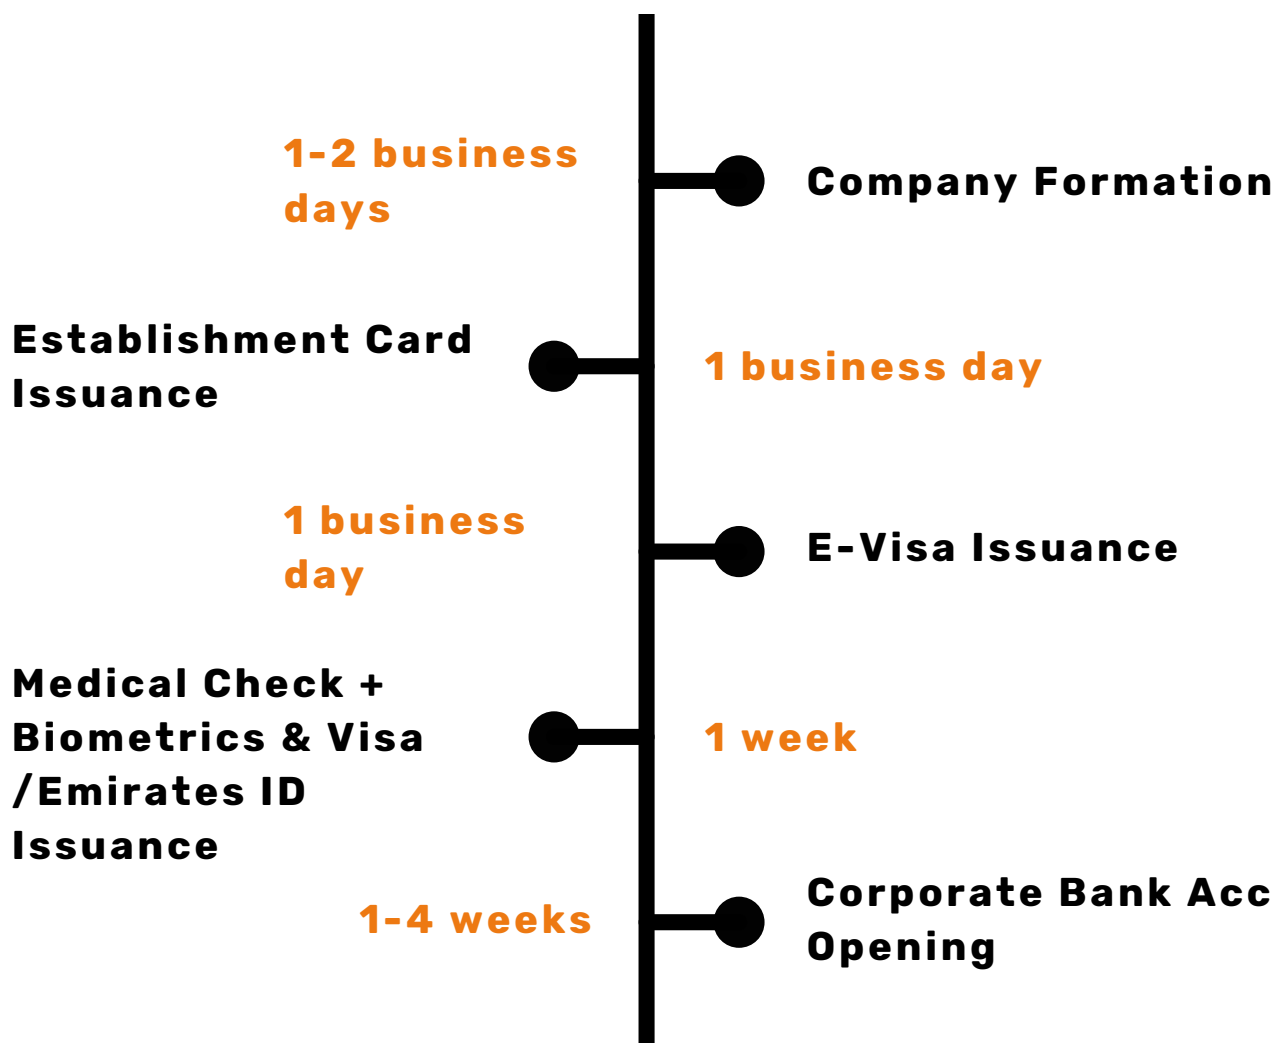 1-2 business
days
Company Formation
Establishment Card
Issuance
1 business day
1 business
day
E-Visa Issuance
Medical Check +
Biometrics & Visa
/Emirates ID
Issuance
1 week
1-4 weeks
Corporate Bank Acc
Opening